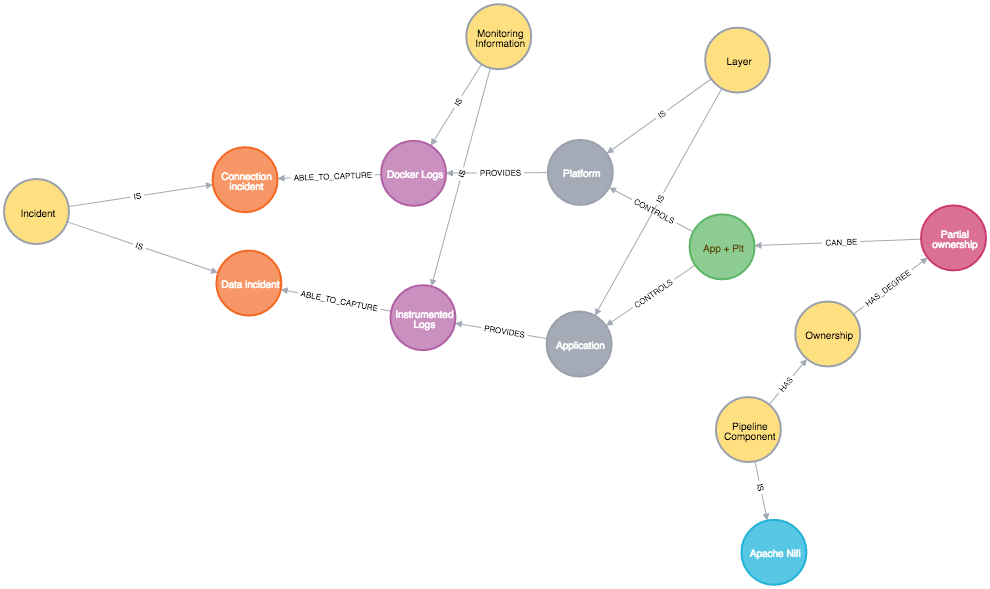 Monitoring
Information
Layer
IS
IS
Connection
incident
ABLE_TO_CAPTURE
Docker Logs
IS
PROVIDES
Platform
IS
Incident
IS
CONTROLS
App + Plt
CAN_BE
Partial
ownership
IS
Data incident
ABLE_TO_CAPTURE
Instrumented
Logs
PROVIDES
Application
CONTROLS
HAS_DEGREE
Ownership
HAS
Pipeline
Component
IS
Apache Nifi